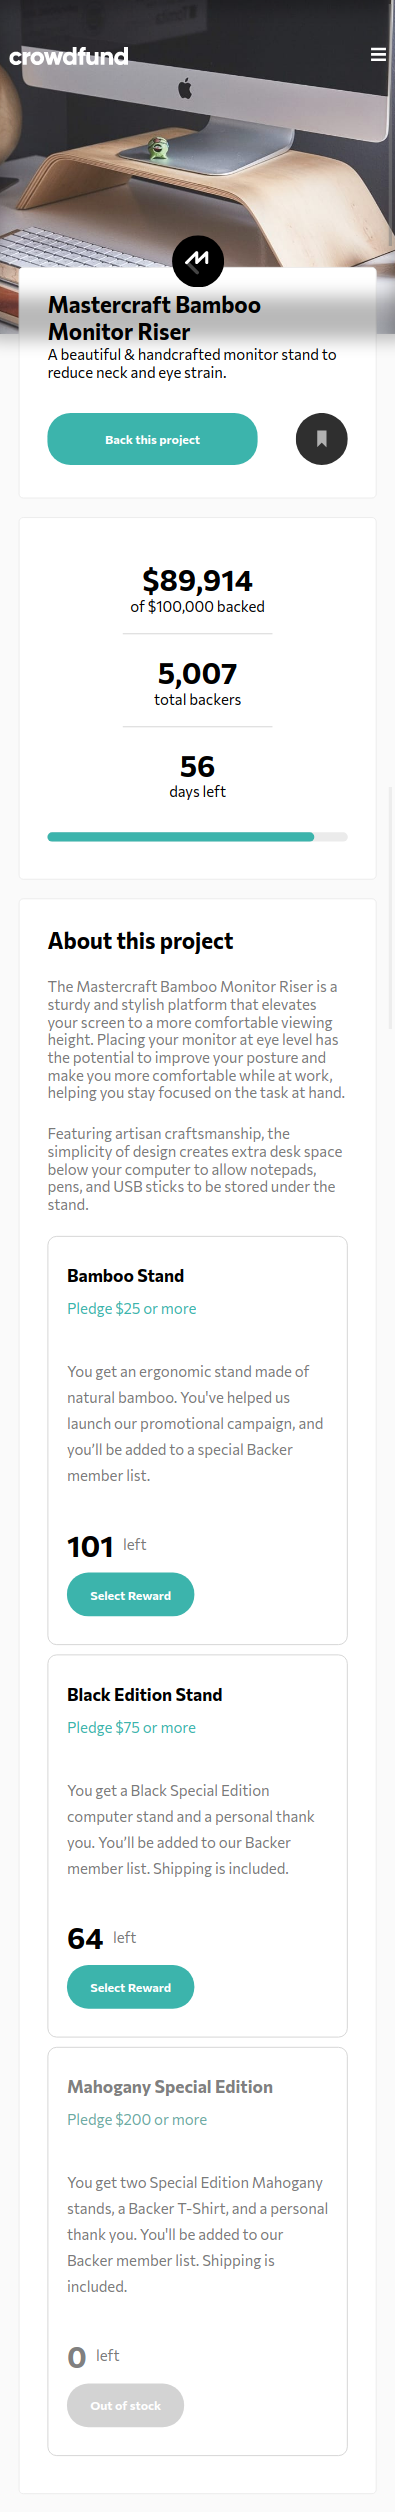 crowdfund
Mastercraft Bamboo
Monitor Riser
A beautiful & handcrafted monitor stand to
reduce neck and eye strain.
Back this project
$89,914
of $100,000 backed
5,007
total backers
56
days left
About this project
The Mastercraft Bamboo Monitor Riser is a
sturdy and stylish platform that elevates
your screen to a more comfortable viewing
height. Placing your monitor at eye level has
the potential to improve your posture and
make you more comfortable while at work,
helping you stay focused on the task at hand.
Featuring artisan craftsmanship, the
simplicity of design creates extra desk space
below your computer to allow notepads,
pens, and USB sticks to be stored under the
stand.
Bamboo Stand
Pledge $25 or more
You get an ergonomic stand made of
natural bamboo. You've helped us
launch our promotional campaign, and
you’ll be added to a special Backer
member list.
101 left
Select Reward
Black Edition Stand
Pledge $75 or more
You get a Black Special Edition
computer stand and a personal thank
you. You’ll be added to our Backer
member list. Shipping is included.
64 left
Select Reward
Mahogany Special Edition
Pledge $200 or more
You get two Special Edition Mahogany
stands, a Backer T-Shirt, and a personal
thank you. You'll be added to our
Backer member list. Shipping is
included.
0 left
Out of stock